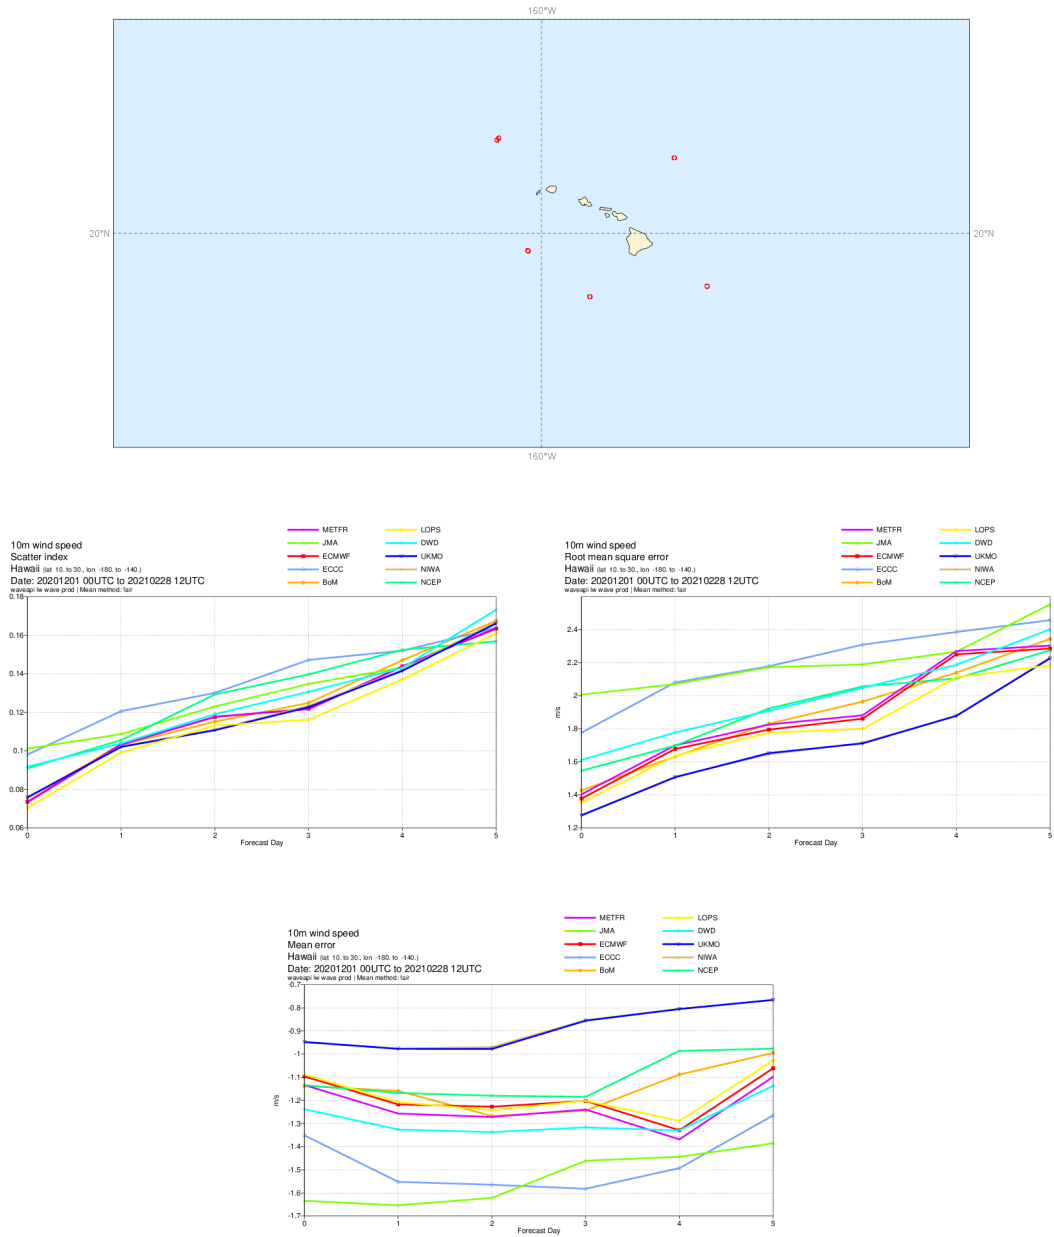 160°W
20°N
20°N
160°W
10m wind speed
Scatter index
Hawaii (lat 10. to 30., lon -180. to -140.)
Date: 20201201 00UTC to 20210228 12UTC
waveapi lw wave prod | Mean method: fair
METFR
JMA
ECMWF
ECCC
BoM
LOPS
DWD
UKMO
NIWA
NCEP
0.18
0.16
0.14
0.12
0.1
0.08
0.06
0 1 2 3 4 5
Forecast Day
10m wind speed
Root mean square error
Hawaii (lat 10. to 30., lon -180. to -140.)
Date: 20201201 00UTC to 20210228 12UTC
waveapi lw wave prod | Mean method: fair
METFR
JMA
ECMWF
ECCC
BoM
LOPS
DWD
UKMO
NIWA
NCEP
m/s
2.4
2.2
2
1.8
1.6
1.4
1.2
0 1 2 3 4 5
Forecast Day
10m wind speed
Mean error
Hawaii (lat 10. to 30., lon -180. to -140.)
Date: 20201201 00UTC to 20210228 12UTC
waveapi lw wave prod | Mean method: fair
METFR
JMA
ECMWF
ECCC
BoM
LOPS
DWD
UKMO
NIWA
NCEP
m/s
-0.7
-0.8
-0.9
-1
-1.1
-1.2
-1.3
-1.4
-1.5
-1.6
-1.7
0 1 2 3 4 5
Forecast Day